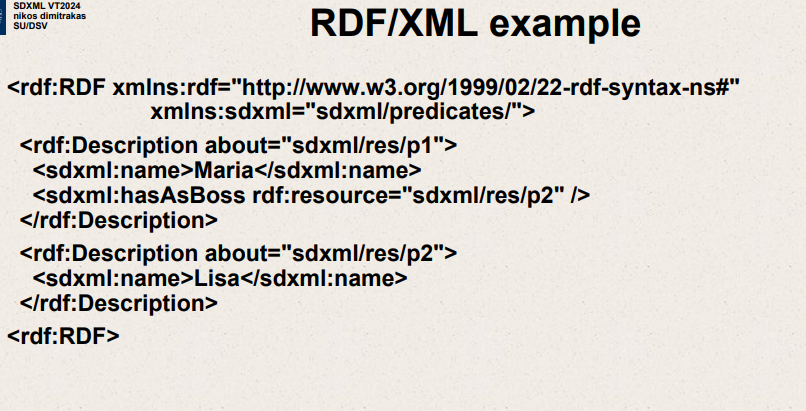 SDXML VT2024
nikos dimitrakas
SU/DSV
RDF/XML example
<rdf:RDF xmlns:rdf="http://www.w3.org/1999/02/22-rdf-syntax-ns#"
xmlns:sdxml="sdxml/predicates/">
<rdf:Description about="sdxml/res/p1">
<sdxml:name>Maria</sdxml:name>
<sdxml:hasAsBoss rdf:resource="sdxml/res/p2" />
</rdf:Description>
<rdf:Description about="sdxml/res/p2">
<sdxml:name>Lisa</sdxml:name>
</rdf:Description>
<rdf:RDF>